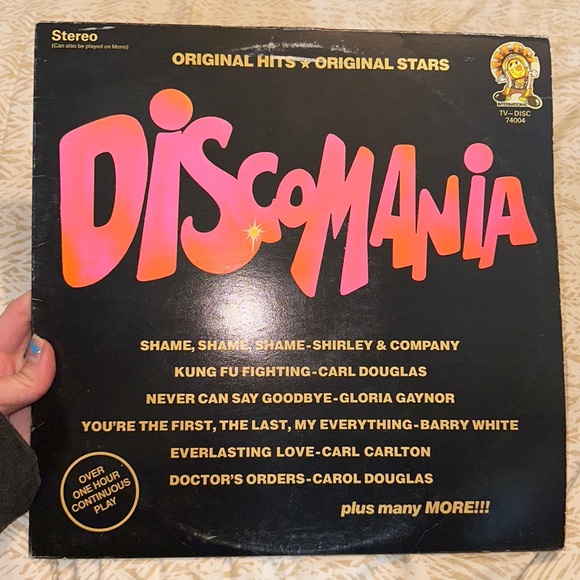 Stereo
(Can also be played on Mono)
ORIGINAL HITS ★ ORIGINAL STARS
INTERNATIONAL
TV-DISC
74004
DISCOMANIA
SHAME, SHAME, SHAME-SHIRLEY & COMPANY
KUNG FU FIGHTING-CARL DOUGLAS
NEVER CAN SAY GOODBYE-GLORIA GAYNOR
YOU'RE THE FIRST, THE LAST, MY EVERYTHING-BARRY WHITE
EVERLASTING LOVE-CARL CARLTON
DOCTOR'S ORDERS-CAROL DOUGLAS
plus many MORE!!!
OVER
ONE HOUR
CONTINUOUS
PLAY